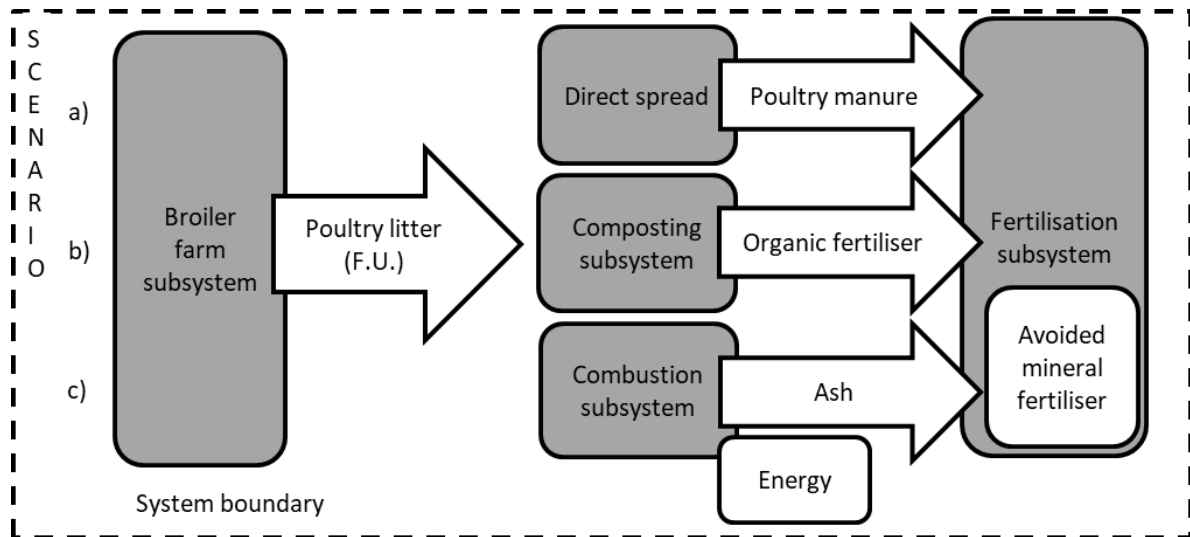 SCENARIO
a)
Direct spread
Poultry manure
Broiler
farm
subsystem
Poultry litter
(F.U.)
b)
Composting
subsystem
Organic fertiliser
Fertilisation
subsystem
c)
Combustion
subsystem
Ash
Avoided
mineral
fertiliser
Energy
System boundary